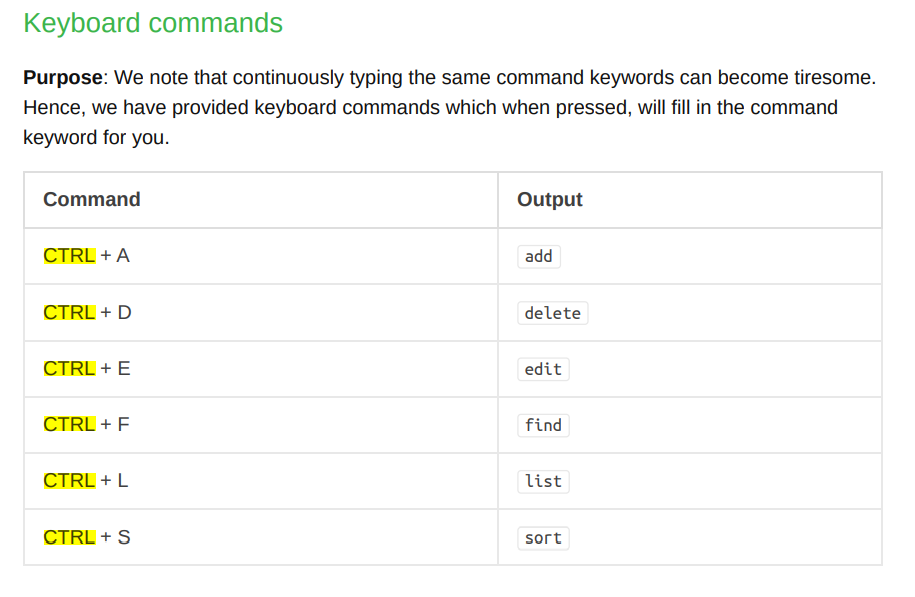 Keyboard commands
Purpose: We note that continuously typing the same command keywords can become tiresome.
Hence, we have provided keyboard commands which when pressed, will fill in the command
keyword for you.
Command Output
CTRL + A add
CTRL + D delete
CTRL + E edit
CTRL + F find
CTRL + L list
CTRL + S sort